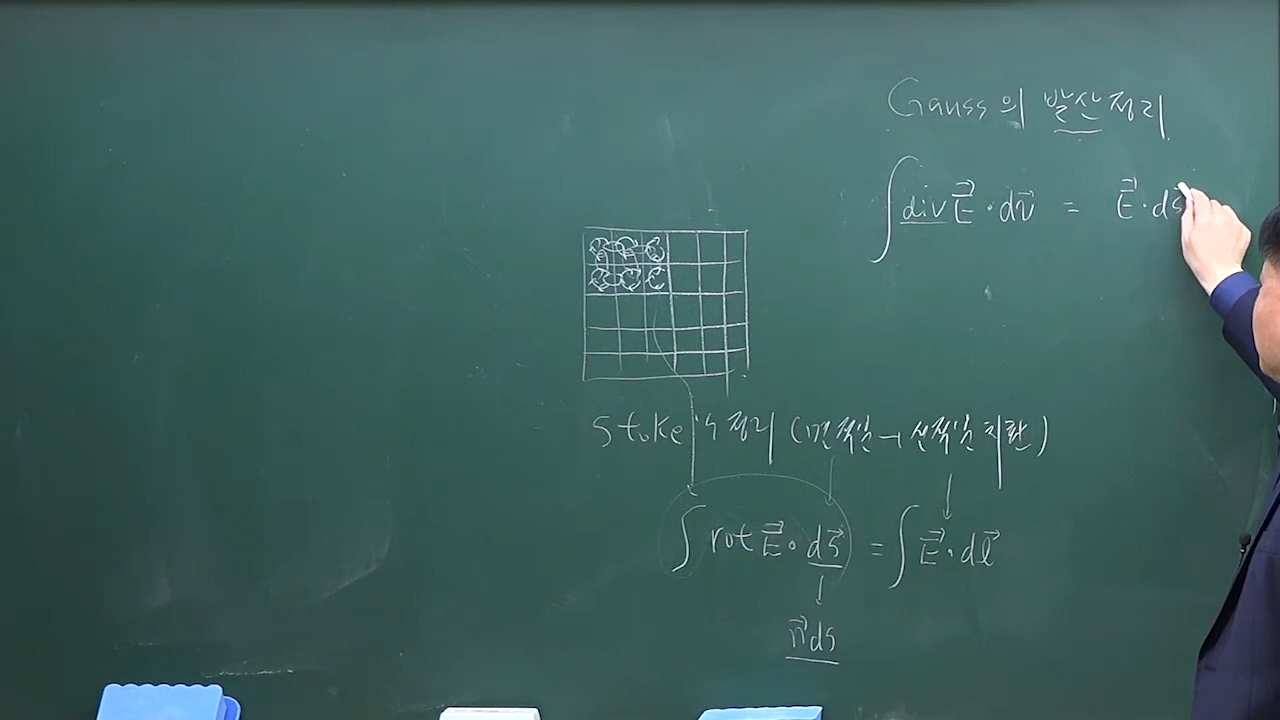 Gauss의 발산정리
∫ div E⃗ · dv⃗ = E⃗ · ds⃗
Stoke's 정리 (면적분→선적분 치환)
∫ rot E⃗ · ds⃗ = ∫ E⃗ · dl⃗
n⃗ds